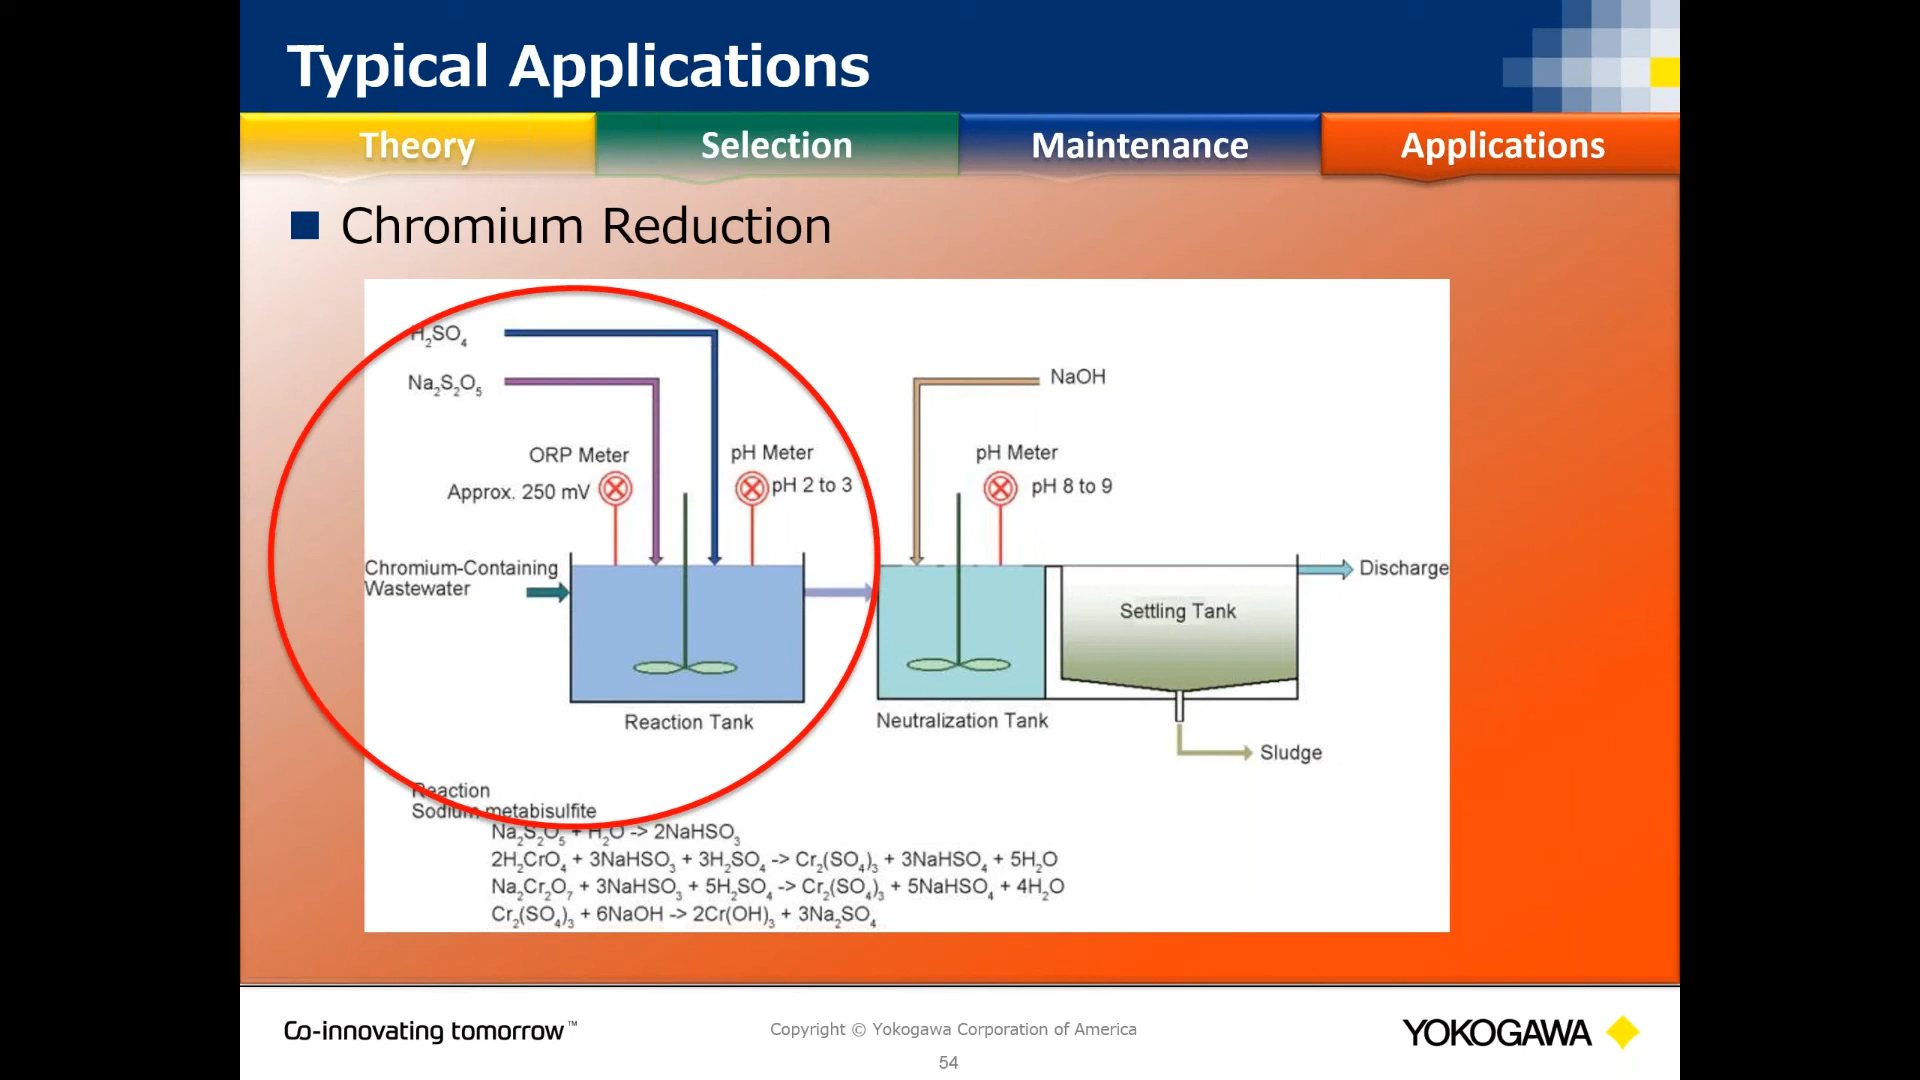 Typical Applications
Theory
Selection
Maintenance
Applications
Chromium Reduction
H₂SO₄
Na₂S₂O₅
NaOH
ORP Meter
Approx. 250 mV
pH Meter
pH 2 to 3
pH Meter
pH 8 to 9
Chromium-Containing
Wastewater
Discharge
Settling Tank
Reaction Tank
Neutralization Tank
Sludge
Reaction
Sodium metabisulfite
Na₂S₂O₅ + H₂O -> 2NaHSO₃
2H₂CrO₄ + 3NaHSO₃ + 3H₂SO₄ -> Cr₂(SO₄)₃ + 3NaHSO₄ + 5H₂O
Na₂Cr₂O₇ + 3NaHSO₃ + 5H₂SO₄ -> Cr₂(SO₄)₃ + 5NaHSO₄ + 4H₂O
Cr₂(SO₄)₃ + 6NaOH -> 2Cr(OH)₃ + 3Na₂SO₄
Co-innovating tomorrow™
Copyright © Yokogawa Corporation of America
YOKOGAWA
54